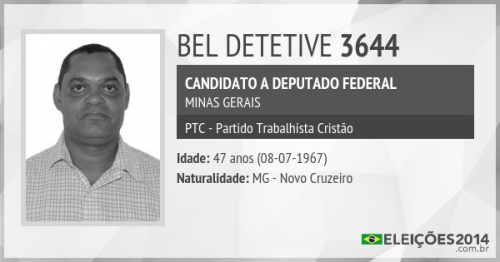 BEL DETETIVE 3644
CANDIDATO A DEPUTADO FEDERAL
MINAS GERAIS
PTC - Partido Trabalhista Cristão
Idade: 47 anos (08-07-1967)
Naturalidade: MG - Novo Cruzeiro
ELEIÇÕES2014
.com.br